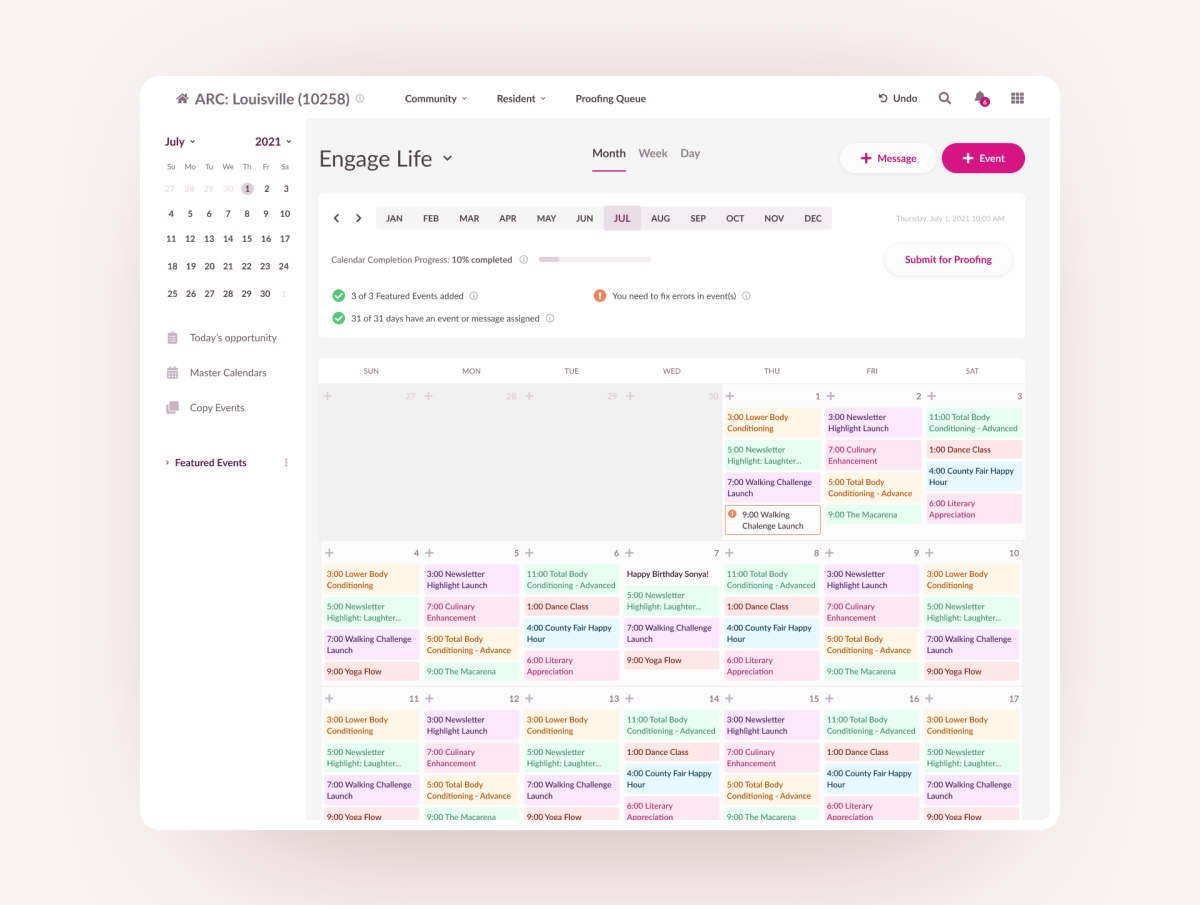 ARC: Louisville (10258)
Community
Resident
Proofing Queue
Undo
6
July
2021
Su Mo Tu We Th Fr Sa
27 28 29 30 1 2 3
4 5 6 7 8 9 10
11 12 13 14 15 16 17
18 19 20 21 22 23 24
25 26 27 28 29 30 1
Today's opportunity
Master Calendars
Copy Events
Featured Events
Engage Life
Month Week Day
Message
Event
JAN FEB MAR APR MAY JUN JUL AUG SEP OCT NOV DEC
Thursday, July 1, 2021 10:03 AM
Calendar Completion Progress: 10% completed
Submit for Proofing
3 of 3 Featured Events added
You need to fix errors in event(s)
31 of 31 days have an event or message assigned
SUN MON TUE WED THU FRI SAT
27
28
29
30
1
3:00 Lower Body
Conditioning
5:00 Newsletter
Highlight: Laughter...
7:00 Walking Challenge
Launch
9:00 Walking
Chalenge Launch
2
3:00 Newsletter
Highlight Launch
7:00 Culinary
Enhancement
5:00 Total Body
Conditioning - Advance
9:00 The Macarena
3
11:00 Total Body
Conditioning - Advanced
1:00 Dance Class
4:00 County Fair Happy
Hour
6:00 Literary
Appreciation
4
3:00 Lower Body
Conditioning
5:00 Newsletter
Highlight: Laughter...
7:00 Walking Challenge
Launch
9:00 Yoga Flow
5
3:00 Newsletter
Highlight Launch
7:00 Culinary
Enhancement
5:00 Total Body
Conditioning - Advance
9:00 The Macarena
6
11:00 Total Body
Conditioning - Advanced
1:00 Dance Class
4:00 County Fair Happy
Hour
6:00 Literary
Appreciation
7
Happy Birthday Sonya!
5:00 Newsletter
Highlight: Laughter...
7:00 Walking Challenge
Launch
9:00 Yoga Flow
8
11:00 Total Body
Conditioning - Advanced
1:00 Dance Class
4:00 County Fair Happy
Hour
6:00 Literary
Appreciation
9
3:00 Newsletter
Highlight Launch
7:00 Culinary
Enhancement
5:00 Total Body
Conditioning - Advance
9:00 The Macarena
10
3:00 Lower Body
Conditioning
5:00 Newsletter
Highlight: Laughter...
7:00 Walking Challenge
Launch
9:00 Yoga Flow
11
3:00 Lower Body
Conditioning
5:00 Newsletter
Highlight: Laughter...
7:00 Walking Challenge
Launch
9:00 Yoga Flow
12
3:00 Newsletter
Highlight Launch
7:00 Culinary
Enhancement
5:00 Total Body
Conditioning - Advance
9:00 The Macarena
13
3:00 Lower Body
Conditioning
5:00 Newsletter
Highlight: Laughter...
7:00 Walking Challenge
Launch
9:00 Yoga Flow
14
11:00 Total Body
Conditioning - Advanced
1:00 Dance Class
4:00 County Fair Happy
Hour
6:00 Literary
Appreciation
15
3:00 Newsletter
Highlight Launch
7:00 Culinary
Enhancement
5:00 Total Body
Conditioning - Advance
9:00 The Macarena
16
11:00 Total Body
Conditioning - Advanced
1:00 Dance Class
4:00 County Fair Happy
Hour
6:00 Literary
Appreciation
17
3:00 Lower Body
Conditioning
5:00 Newsletter
Highlight: Laughter...
7:00 Walking Challenge
Launch
9:00 Yoga Flow